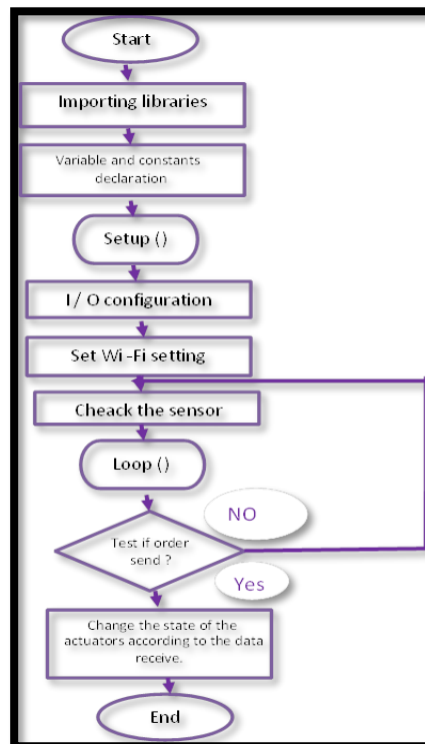 Start
Importing libraries
Variable and constants
declaration
Setup ()
I / O configuration
Set Wi -Fi setting
Cheack the sensor
Loop ()
NO
Test if order
send ?
Yes
Change the state of the
actuators according to the data
receive.
End